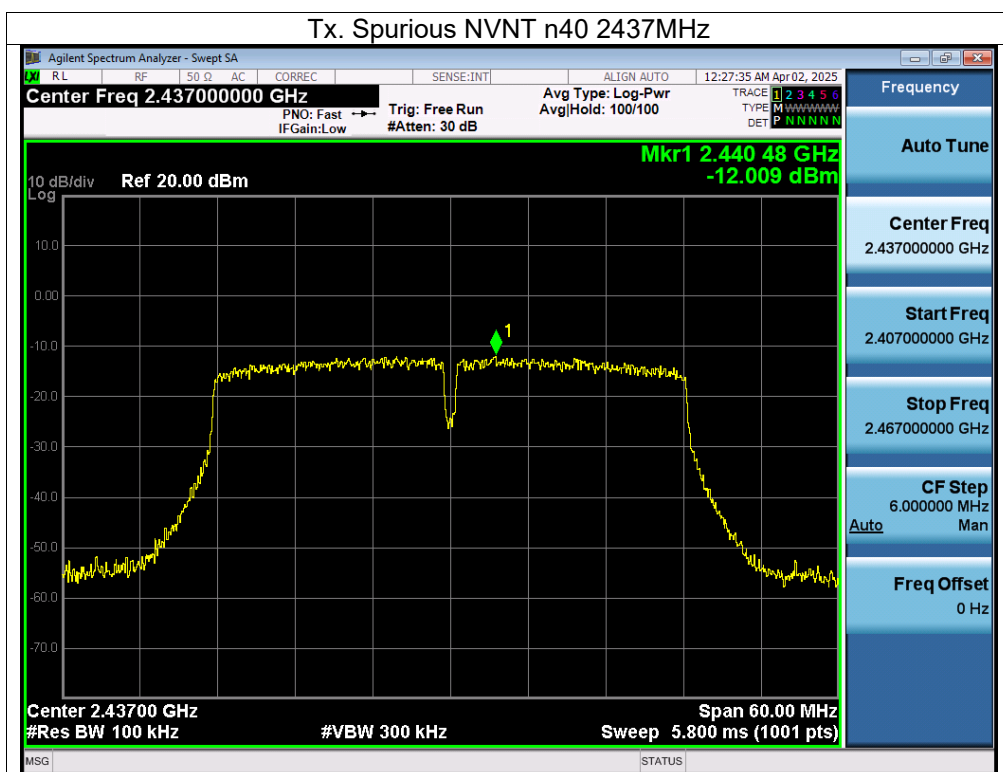 Tx. Spurious NVNT n40 2437MHz
Agilent Spectrum Analyzer - Swept SA
LXI RL RF 50 Ω AC CORREC SENSE:INT ALIGN AUTO 12:27:35 AM Apr 02, 2025
Center Freq 2.437000000 GHz
PNO: Fast
IFGain:Low
Trig: Free Run
#Atten: 30 dB
Avg Type: Log-Pwr
Avg|Hold: 100/100
TRACE 1 2 3 4 5 6
TYPE M W W W W W
DET P N N N N N
Mkr1 2.440 48 GHz
-12.009 dBm
10 dB/div Ref 20.00 dBm
Log
10.0
0.00
-10.0
-20.0
-30.0
-40.0
-50.0
-60.0
-70.0
1
Center 2.43700 GHz Span 60.00 MHz
#Res BW 100 kHz #VBW 300 kHz Sweep 5.800 ms (1001 pts)
MSG STATUS
Frequency
Auto Tune
Center Freq
2.437000000 GHz
Start Freq
2.407000000 GHz
Stop Freq
2.467000000 GHz
CF Step
6.000000 MHz
Auto Man
Freq Offset
0 Hz